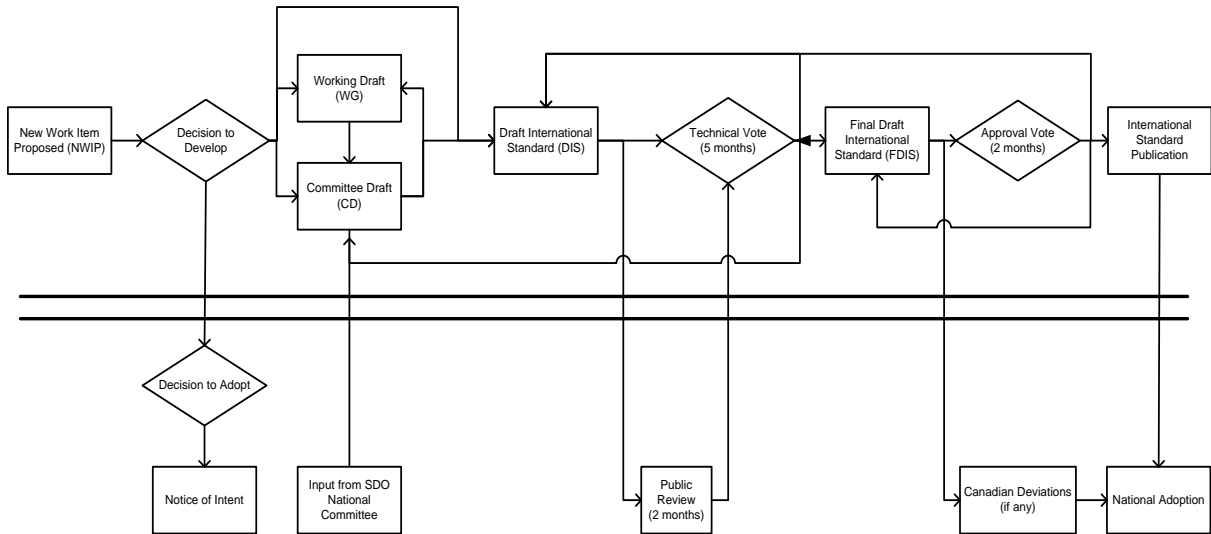 Working Draft
(WG)
New Work Item
Proposed (NWIP)
Decision to
Develop
Draft International
Standard (DIS)
Technical Vote
(5 months)
Final Draft
International
Standard (FDIS)
Approval Vote
(2 months)
International
Standard
Publication
Committee Draft
(CD)
Decision to Adopt
Notice of Intent
Input from SDO
National
Committee
Public
Review
(2 months)
Canadian Deviations
(if any)
National Adoption